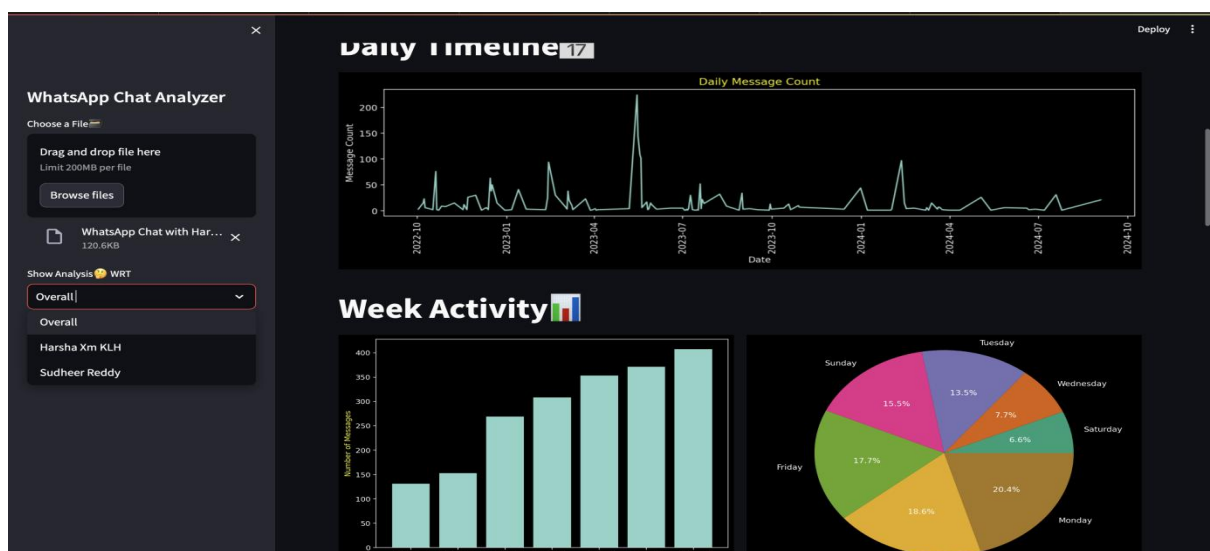 Deploy
WhatsApp Chat Analyzer
Choose a File
Drag and drop file here
Limit 200MB per file
Browse files
WhatsApp Chat with Har...
120.6KB
Show Analysis🤔 WRT
Overall
Overall
Harsha Xm KLH
Sudheer Reddy
Daily Timeline 17
Daily Message Count
Message Count
200
150
100
50
0
2022-10
2023-01
2023-04
2023-07
2023-10
2024-01
2024-04
2024-07
2024-10
Date
Week Activity📊
Number of Messages
400
350
300
250
200
150
100
50
0
Tuesday
Sunday
Wednesday
13.5%
15.5%
7.7%
Saturday
6.6%
Friday
17.7%
20.4%
18.6%
Monday